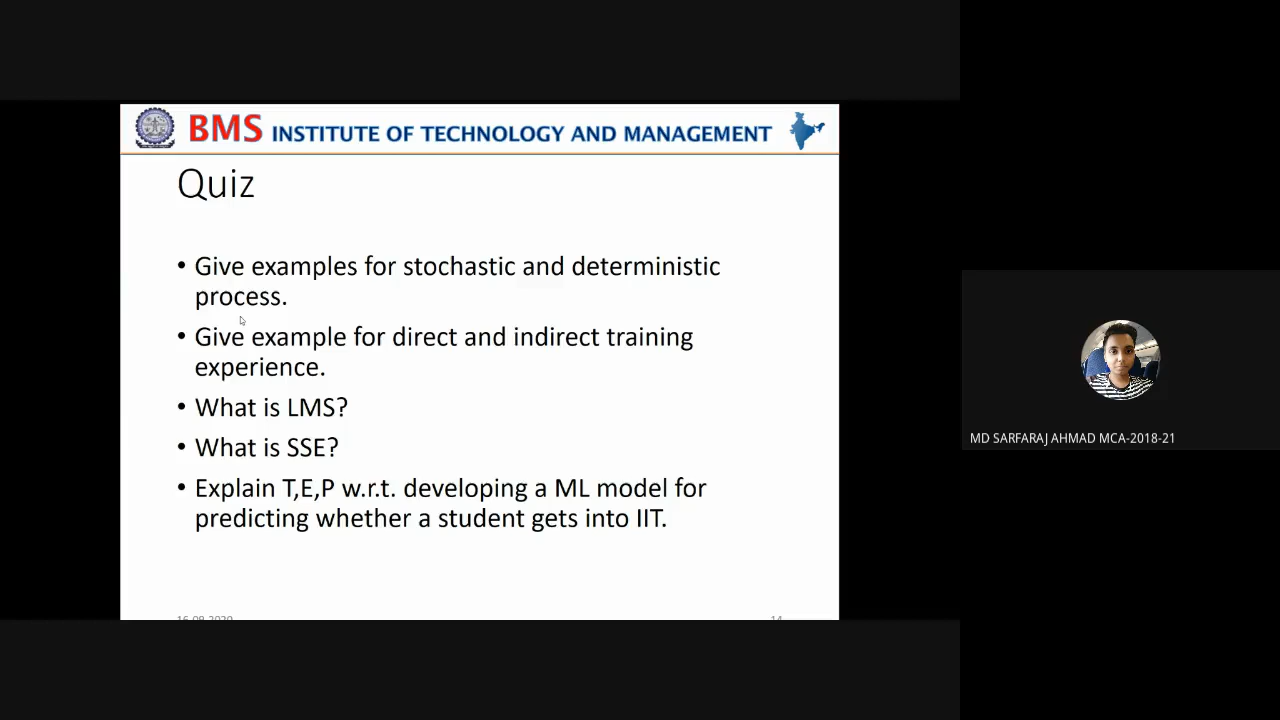 BMS INSTITUTE OF TECHNOLOGY AND MANAGEMENT
Quiz
• Give examples for stochastic and deterministic
process.
• Give example for direct and indirect training
experience.
• What is LMS?
• What is SSE?
• Explain T,E,P w.r.t. developing a ML model for
predicting whether a student gets into IIT.
MD SARFARAJ AHMAD MCA-2018-21